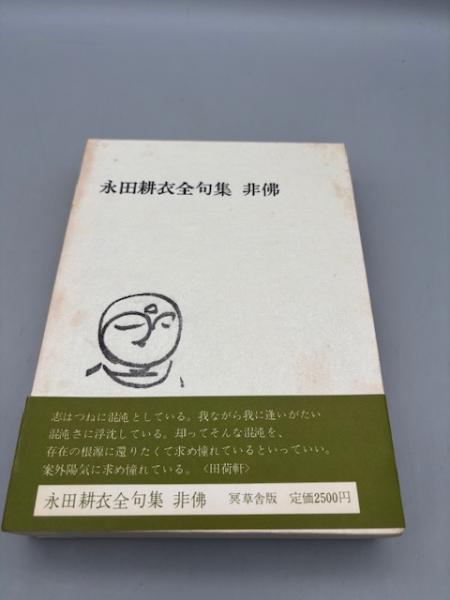 永田耕衣全句集 非佛
志はつねに混沌としている。我ながら我に逢いがたい
混沌さに浮沈している。却ってそんな混沌を、
存在の根源に還りたくて求め憧れているといっていい。
案外陽気に求め憧れている。〈田荷軒〉
永田耕衣全句集 非佛 冥草舎版 定価2500円